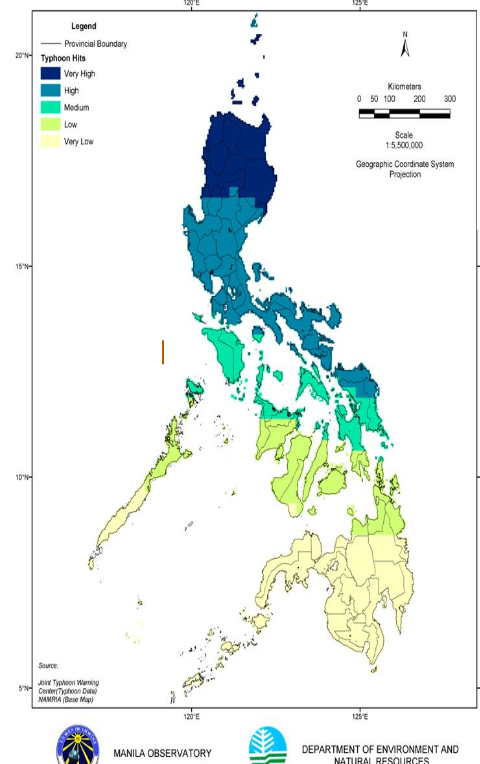 120°E
125°E
20°N
15°N
10°N
5°N
Legend
Provincial Boundary
Typhoon Hits
Very High
High
Medium
Low
Very Low
N
Kilometers
0 50 100 200 300
Scale
1:5,500,000
Geographic Coordinate System
Projection
Source:
Joint Typhoon Warning
Center(Typhoon Data)
NAMRIA (Base Map)
120°E
125°E
MANILA OBSERVATORY
DEPARTMENT OF ENVIRONMENT AND
NATURAL RESOURCES